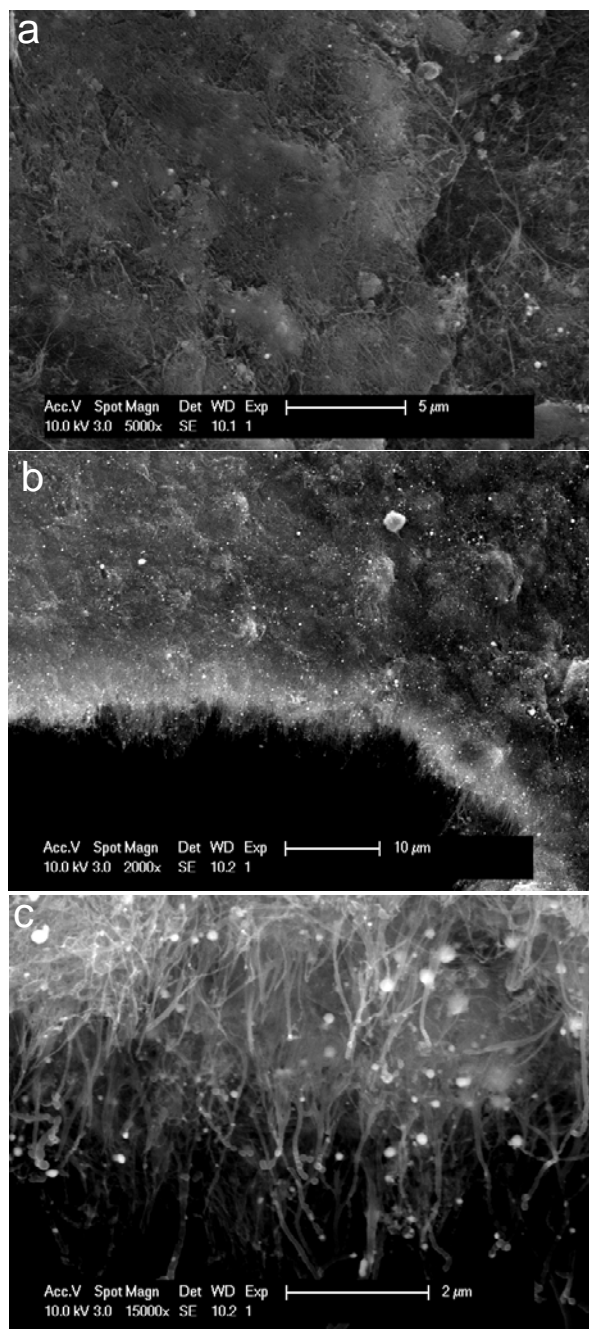 a
Acc.V Spot Magn Det WD Exp 5 µm
10.0 kV 3.0 5000x SE 10.1 1
b
Acc.V Spot Magn Det WD Exp 10 µm
10.0 kV 3.0 2000x SE 10.2 1
c
Acc.V Spot Magn Det WD Exp 2 µm
10.0 kV 3.0 15000x SE 10.2 1